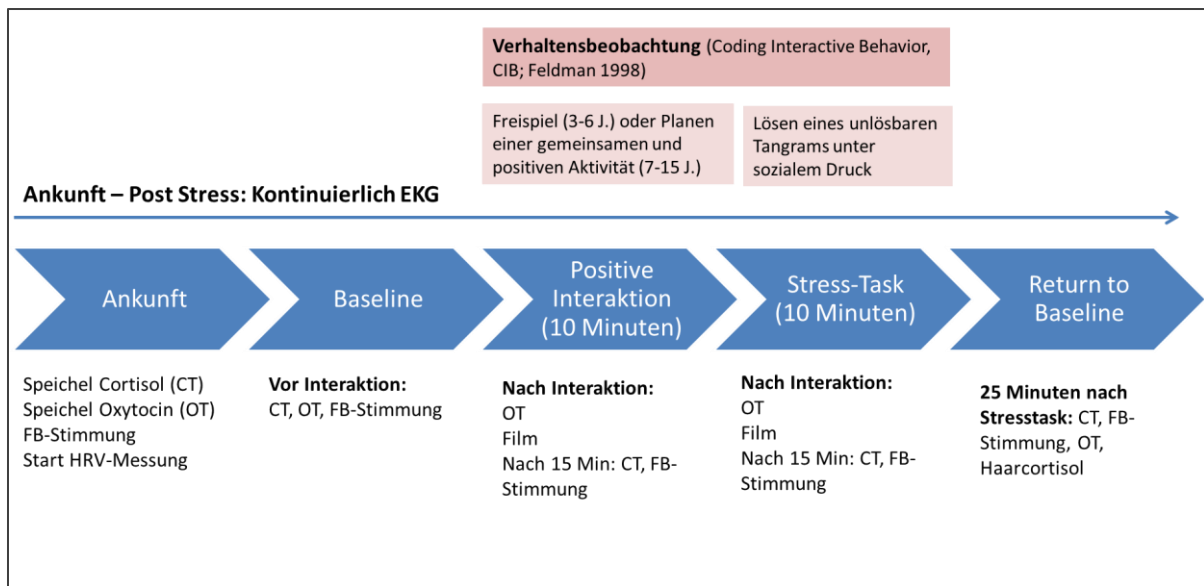 Verhaltensbeobachtung (Coding Interactive Behavior,
CIB; Feldman 1998)
Freispiel (3-6 J.) oder Planen
einer gemeinsamen und
positiven Aktivität (7-15 J.)
Lösen eines unlösbaren
Tangrams unter
sozialem Druck
Ankunft – Post Stress: Kontinuierlich EKG
Ankunft
Baseline
Positive
Interaktion
(10 Minuten)
Stress-Task
(10 Minuten)
Return to
Baseline
Speichel Cortisol (CT)
Speichel Oxytocin (OT)
FB-Stimmung
Start HRV-Messung
Vor Interaktion:
CT, OT, FB-Stimmung
Nach Interaktion:
OT
Film
Nach 15 Min: CT, FB-
Stimmung
Nach Interaktion:
OT
Film
Nach 15 Min: CT, FB-
Stimmung
25 Minuten nach
Stresstask: CT, FB-
Stimmung, OT,
Haarcortisol